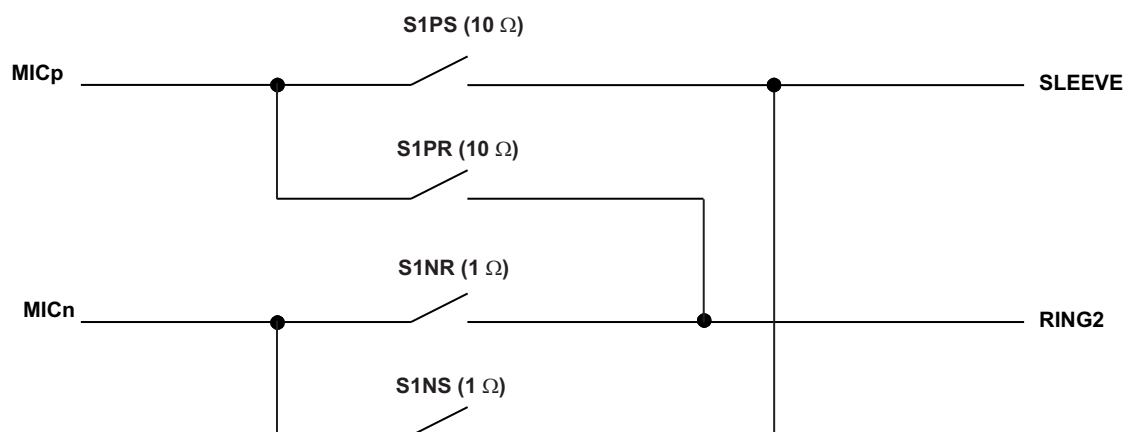 S1PS (10 Ω)
MICp
SLEEVE
S1PR (10 Ω)
S1NR (1 Ω)
MICn
RING2
S1NS (1 Ω)